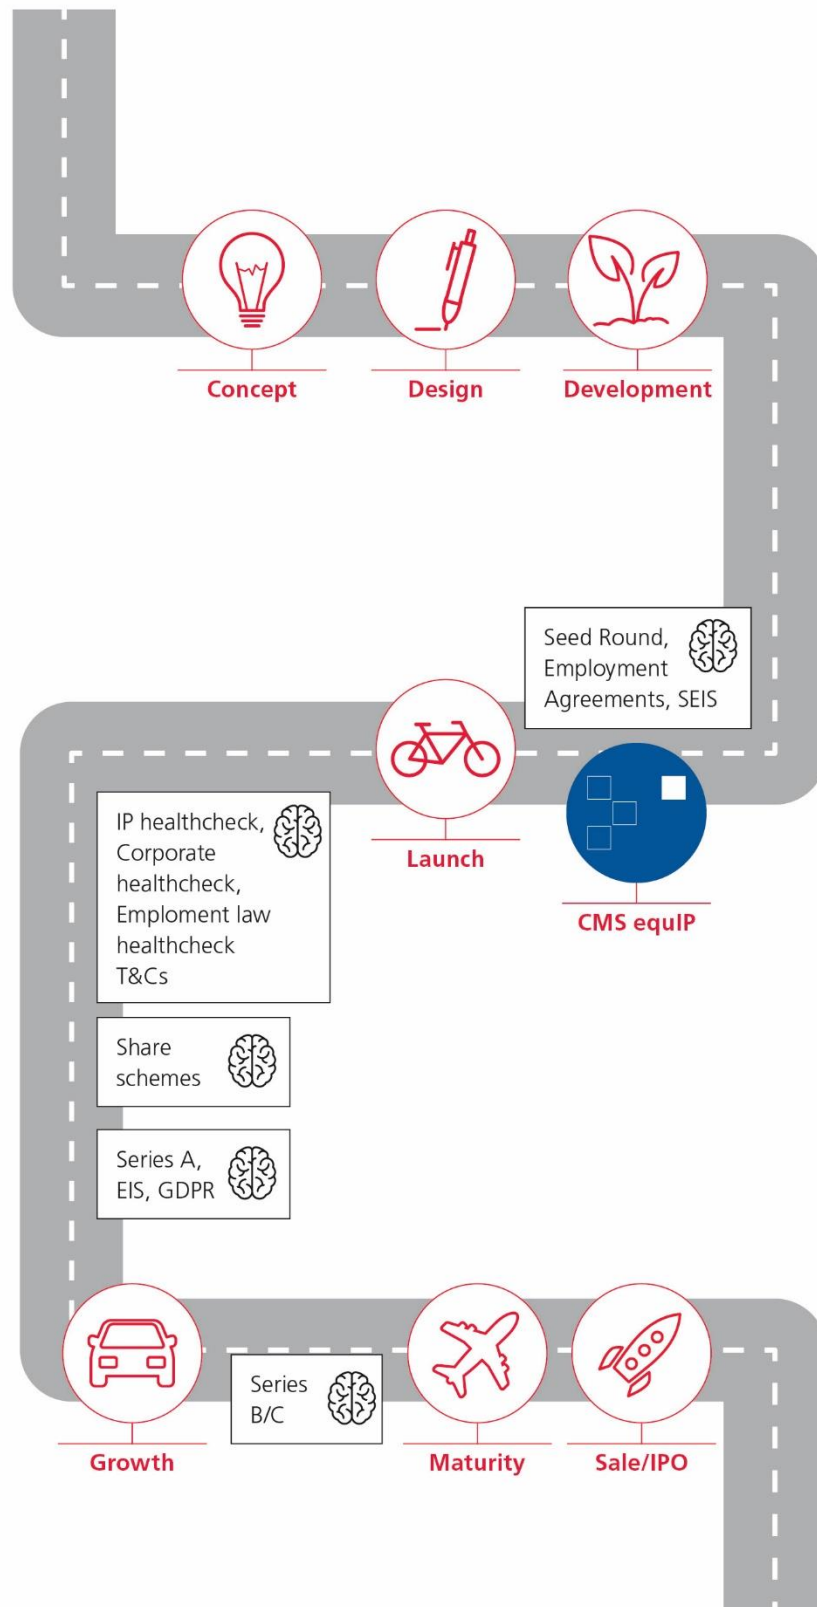 Concept
Design
Development
Seed Round,
Employment
Agreements, SEIS
Launch
CMS equIP
IP healthcheck,
Corporate
healthcheck,
Emploment law
healthcheck
T&Cs
Share
schemes
Series A,
EIS, GDPR
Growth
Series
B/C
Maturity
Sale/IPO